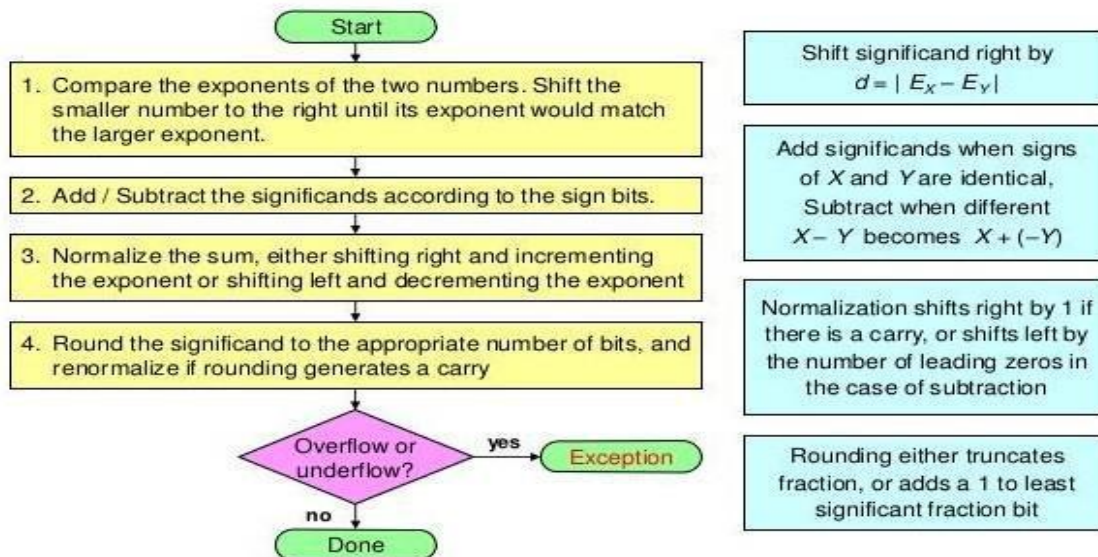 Start
1. Compare the exponents of the two numbers. Shift the
smaller number to the right until its exponent would match
the larger exponent.
2. Add / Subtract the significands according to the sign bits.
3. Normalize the sum, either shifting right and incrementing
the exponent or shifting left and decrementing the exponent
4. Round the significand to the appropriate number of bits, and
renormalize if rounding generates a carry
Overflow or
underflow?
yes
Exception
no
Done
Shift significand right by
d = | EX – EY |
Add significands when signs
of X and Y are identical,
Subtract when different
X – Y becomes X + (–Y)
Normalization shifts right by 1 if
there is a carry, or shifts left by
the number of leading zeros in
the case of subtraction
Rounding either truncates
fraction, or adds a 1 to least
significant fraction bit